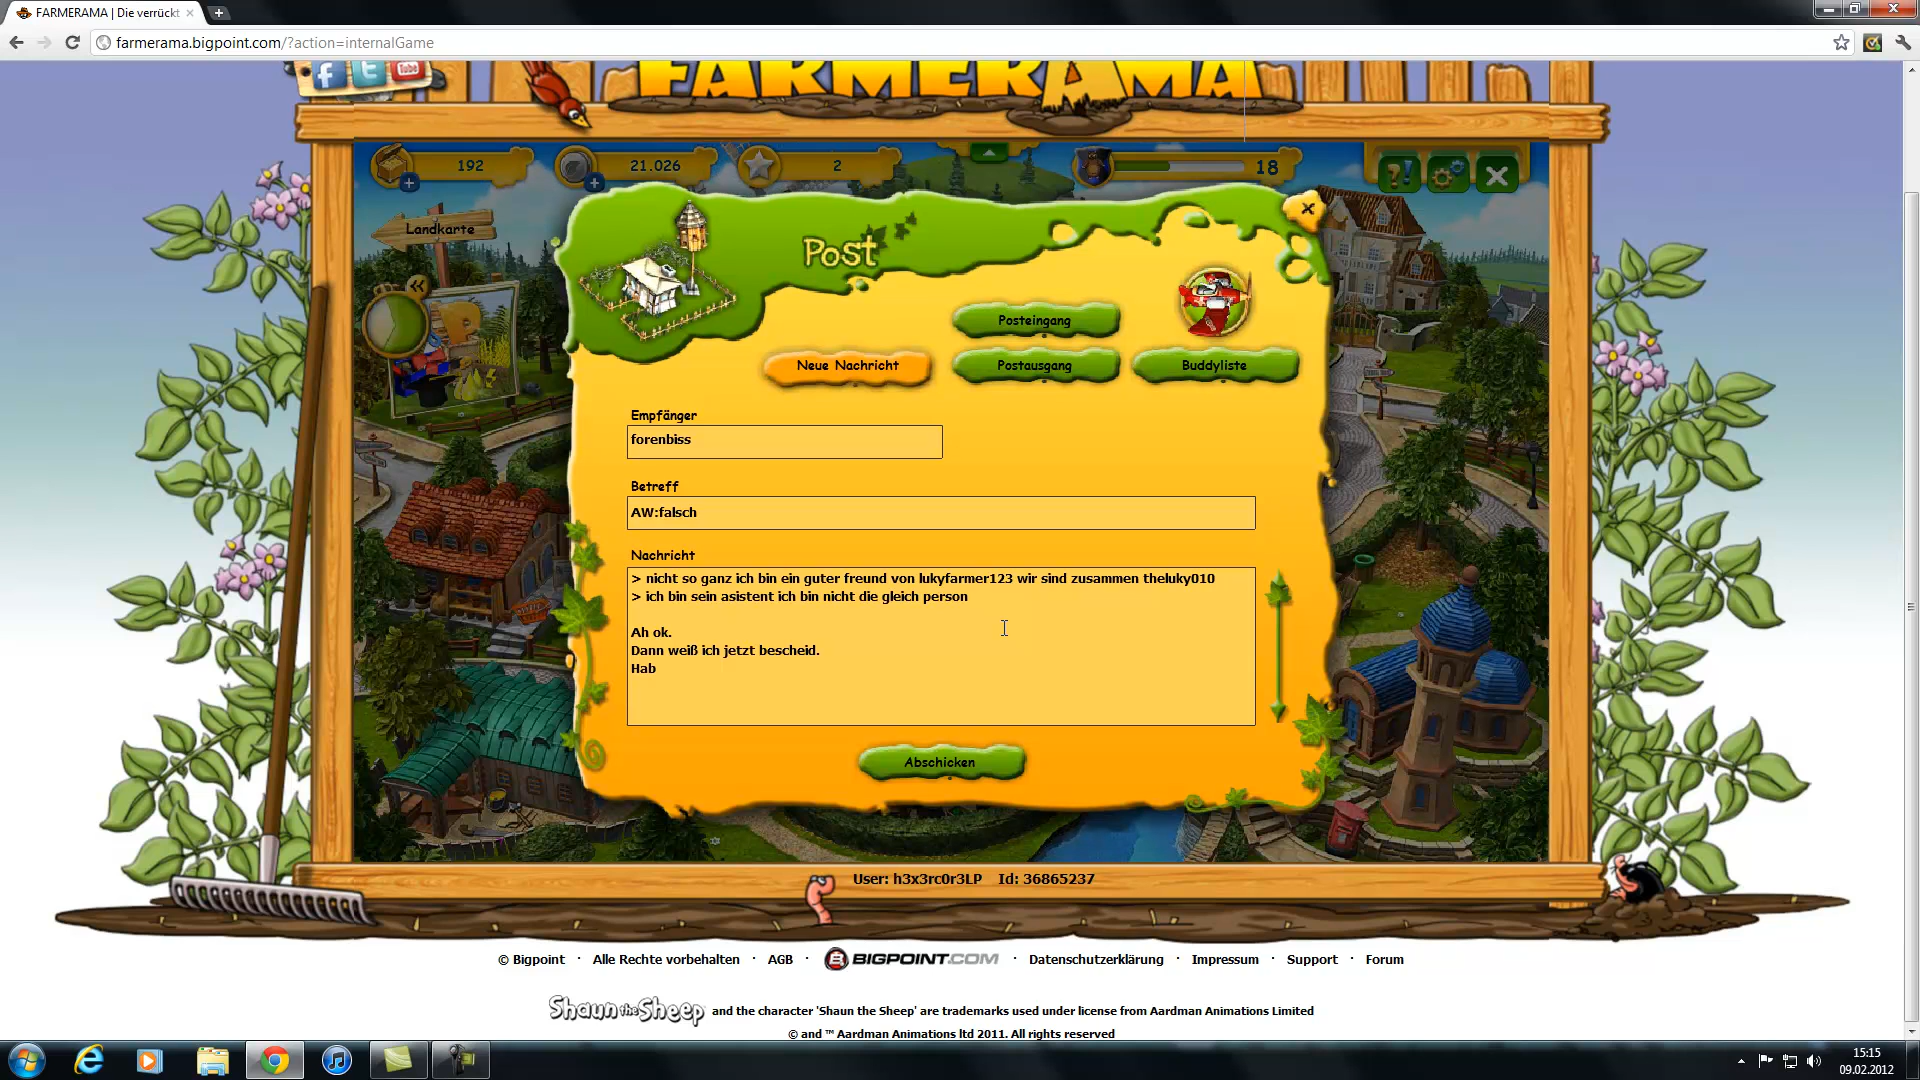 FARMERAMA | Die verrückt
farmerama.bigpoint.com/?action=internalGame
You
Tube
FARMERAMA
192
21.026
2
18
Landkarte
Post
Posteingang
Neue Nachricht
Postausgang
Buddyliste
Empfänger
forenbiss
Betreff
AW:falsch
Nachricht
> nicht so ganz ich bin ein guter freund von lukyfarmer123 wir sind zusammen theluky010
> ich bin sein asistent ich bin nicht die gleich person
Ah ok.
Dann weiß ich jetzt bescheid.
Hab
Abschicken
User: h3x3rc0r3LP Id: 36865237
© Bigpoint · Alle Rechte vorbehalten · AGB · BIGPOINT.COM · Datenschutzerklärung · Impressum · Support · Forum
Shaun the Sheep and the character 'Shaun the Sheep' are trademarks used under license from Aardman Animations Limited
© and ™ Aardman Animations ltd 2011. All rights reserved
15:15
09.02.2012